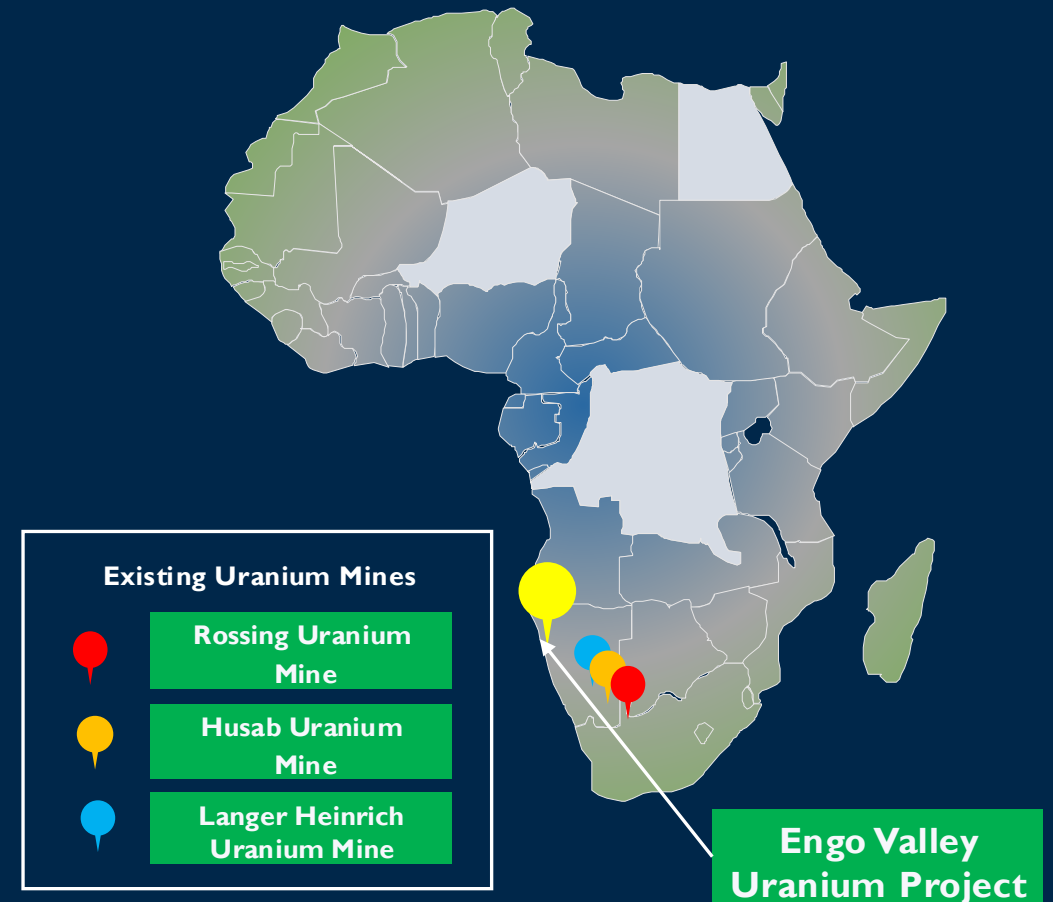 Existing Uranium Mines
Rossing Uranium
Mine
Husab Uranium
Mine
Langer Heinrich
Uranium Mine
Engo Valley
Uranium Project